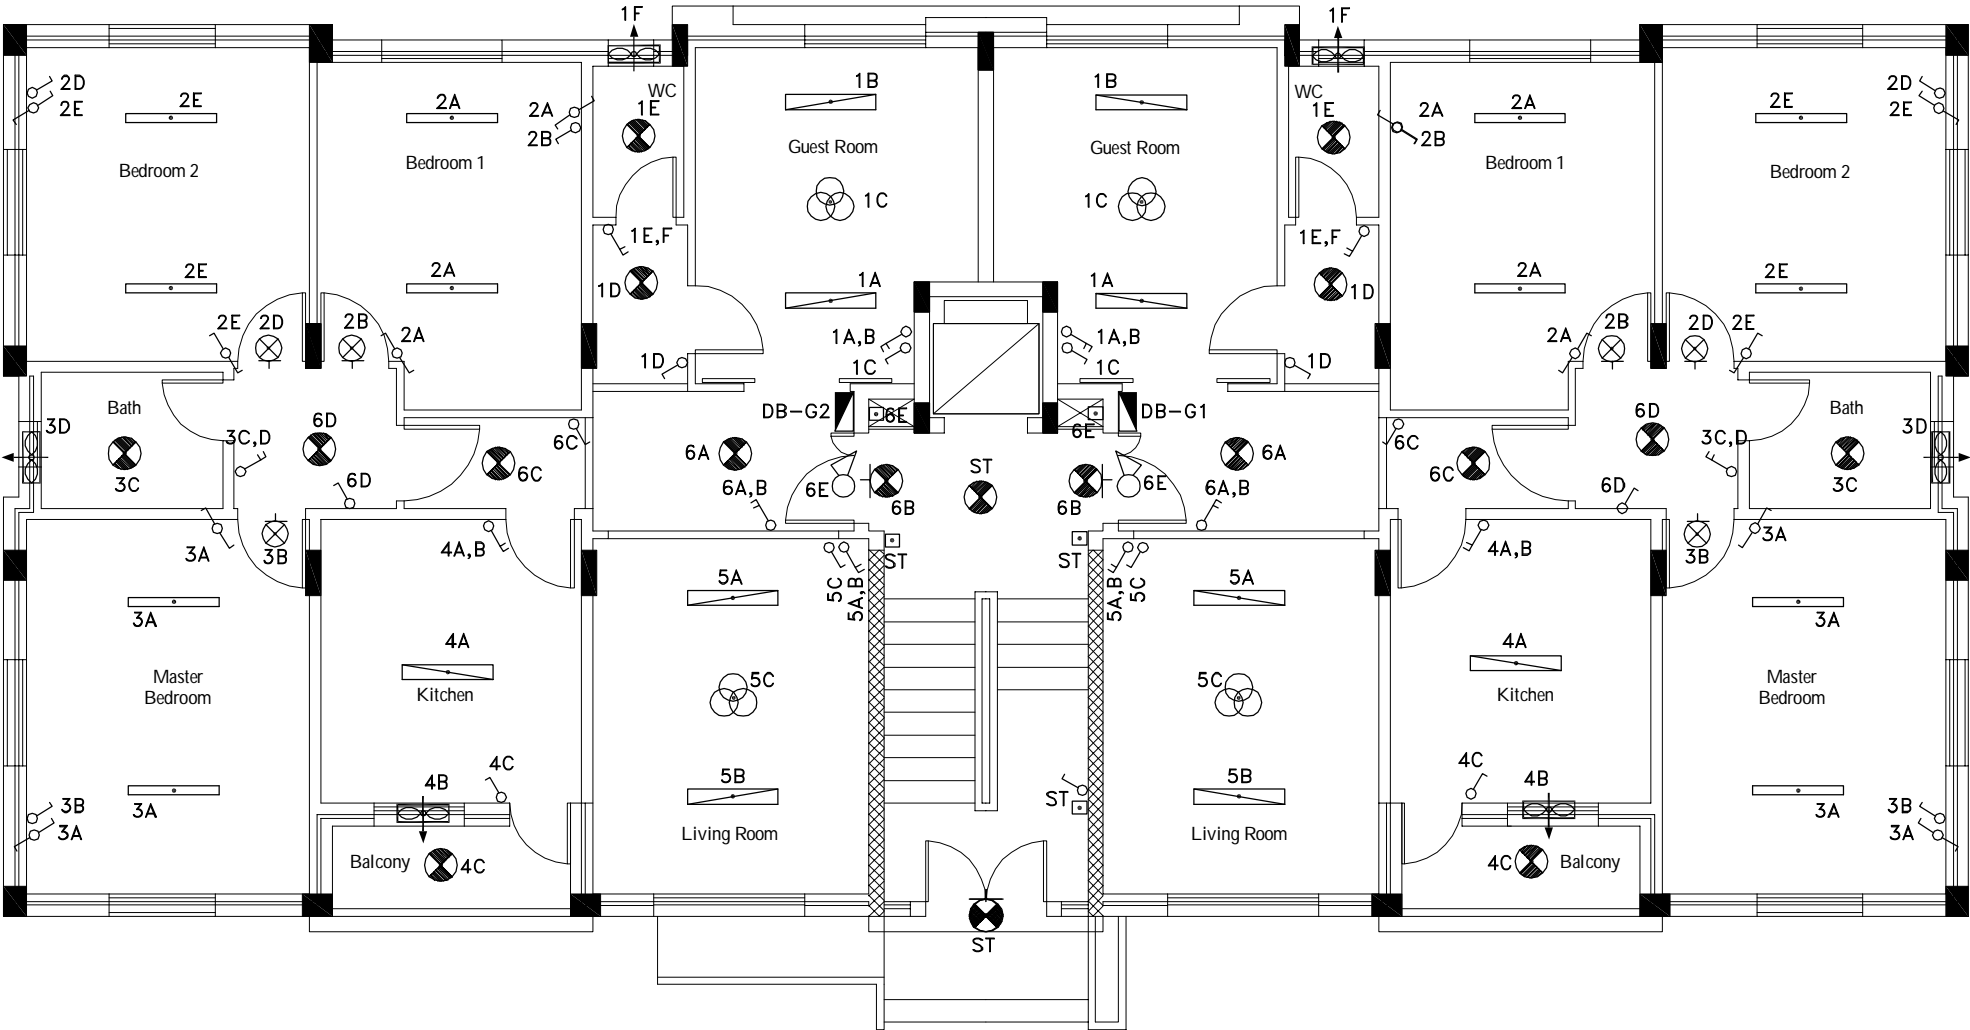 1F
1F
2D
2E
2E
2A
2A
2B
WC
1E
1B
1B
WC
1E
2A
2B
2A
2E
2D
2E
Bedroom 2
Bedroom 1
Guest Room
Guest Room
Bedroom 1
Bedroom 2
1C
1C
1E,F
1E,F
2E
2A
1D
1A
1A
1D
2A
2E
2E
2D
2B
2A
1D
1A,B
1C
1A,B
1C
1D
2A
2B
2D
2E
Bath
3D
3C
3C,D
6D
6D
6C
6C
DB-G2
6E
6E
DB-G1
6A
6A,B
6E
6B
ST
6B
6E
6A
6A,B
6C
6C
6D
6D
3C,D
Bath
3C
3D
3A
3B
4A,B
ST
ST
4A,B
3B
3A
3A
5A
5C
5A,B
5A,B
5C
5A
3A
Master
Bedroom
4A
Kitchen
5C
5C
4A
Kitchen
Master
Bedroom
3A
3B
3A
4B
4C
5B
ST
5B
4C
4B
3A
3B
3A
Living Room
Living Room
Balcony
4C
4C
Balcony
ST